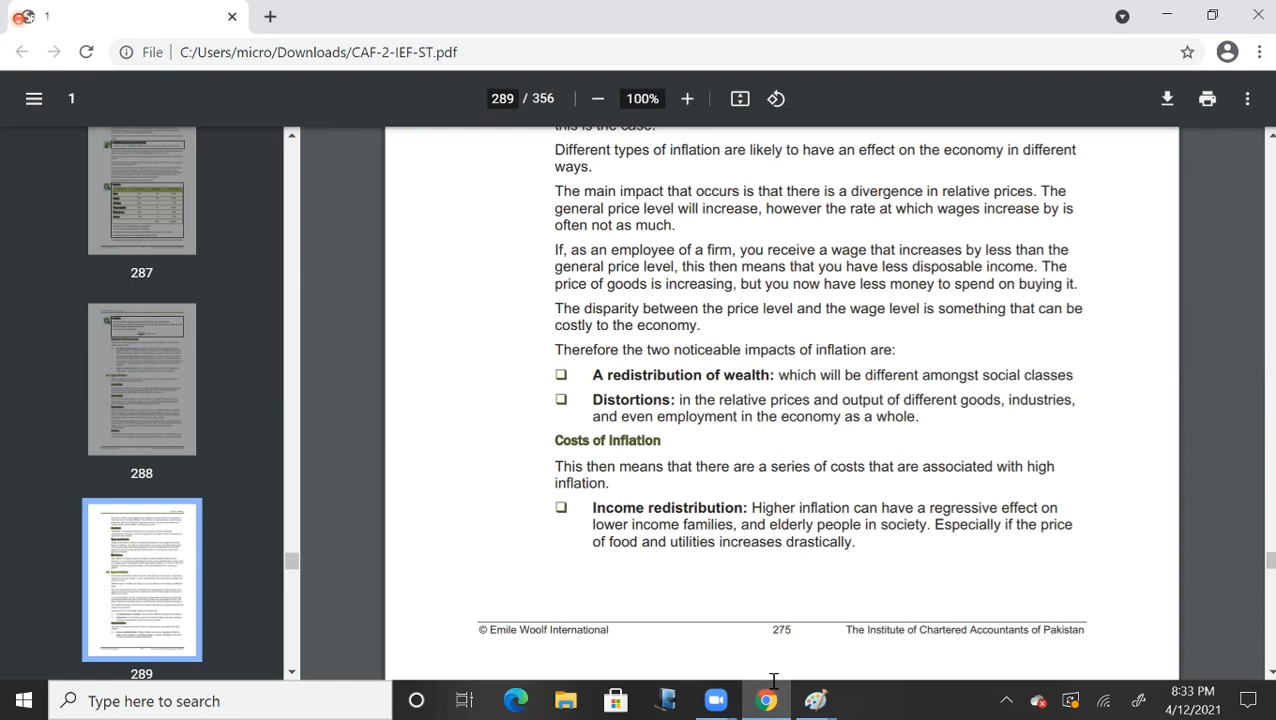 1
File
C:/Users/micro/Downloads/CAF-2-IEF-ST.pdf
1
289 / 356
100%
287
288
289
this is the case.
Different types of inflation are likely to have an effect on the economy in different
ways.
The main impact that occurs is that there is a divergence in relative prices. The
general price level will increase, however the rate at which wages increase by is
often not as much.
If, as an employee of a firm, you receive a wage that increases by less than the
general price level, this then means that you have less disposable income. The
price of goods is increasing, but you now have less money to spend on buying it.
The disparity between the price level and the wage level is something that can be
stly to the economy.
Therefore the two noticeable impacts of inflation are:
A redistribution of wealth: which will be different amongst social classes
Distortions: in the relative prices and output of different goods, industries,
and even employment in the economy as a whole.
Costs of Inflation
This then means that there are a series of costs that are associated with high
inflation.
Income redistribution: Higher inflation can have a regressive effect on
lower income families, and elderly people in society. Especially if the price
of food and utilities increases drastically.
© Emile Woolf International
275
The Institute of Chartered Accountants of Pakistan
Type here to search
8:33 PM
4/12/2021